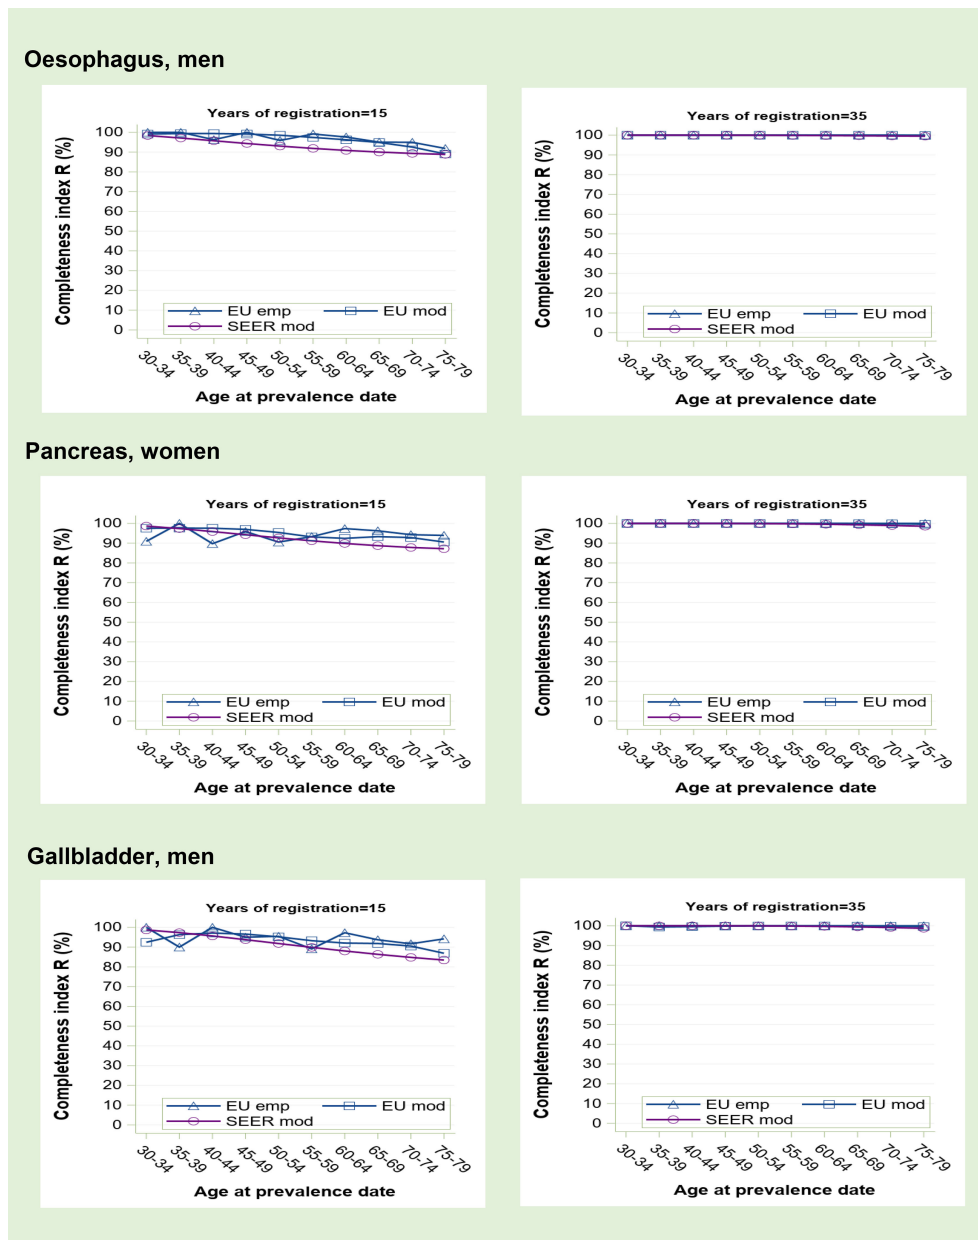 Oesophagus, men
Years of registration=15
Completeness index R (%)
100
90
80
70
60
50
40
30
20
10
0
EU emp EU mod
SEER mod
30-34 35-39 40-44 45-49 50-54 55-59 60-64 65-69 70-74 75-79
Age at prevalence date
Years of registration=35
Completeness index R (%)
100
90
80
70
60
50
40
30
20
10
0
EU emp EU mod
SEER mod
30-34 35-39 40-44 45-49 50-54 55-59 60-64 65-69 70-74 75-79
Age at prevalence date
Pancreas, women
Years of registration=15
Completeness index R (%)
100
90
80
70
60
50
40
30
20
10
0
EU emp EU mod
SEER mod
30-34 35-39 40-44 45-49 50-54 55-59 60-64 65-69 70-74 75-79
Age at prevalence date
Years of registration=35
Completeness index R (%)
100
90
80
70
60
50
40
30
20
10
0
EU emp EU mod
SEER mod
30-34 35-39 40-44 45-49 50-54 55-59 60-64 65-69 70-74 75-79
Age at prevalence date
Gallbladder, men
Years of registration=15
Completeness index R (%)
100
90
80
70
60
50
40
30
20
10
0
EU emp EU mod
SEER mod
30-34 35-39 40-44 45-49 50-54 55-59 60-64 65-69 70-74 75-79
Age at prevalence date
Years of registration=35
Completeness index R (%)
100
90
80
70
60
50
40
30
20
10
0
EU emp EU mod
SEER mod
30-34 35-39 40-44 45-49 50-54 55-59 60-64 65-69 70-74 75-79
Age at prevalence date